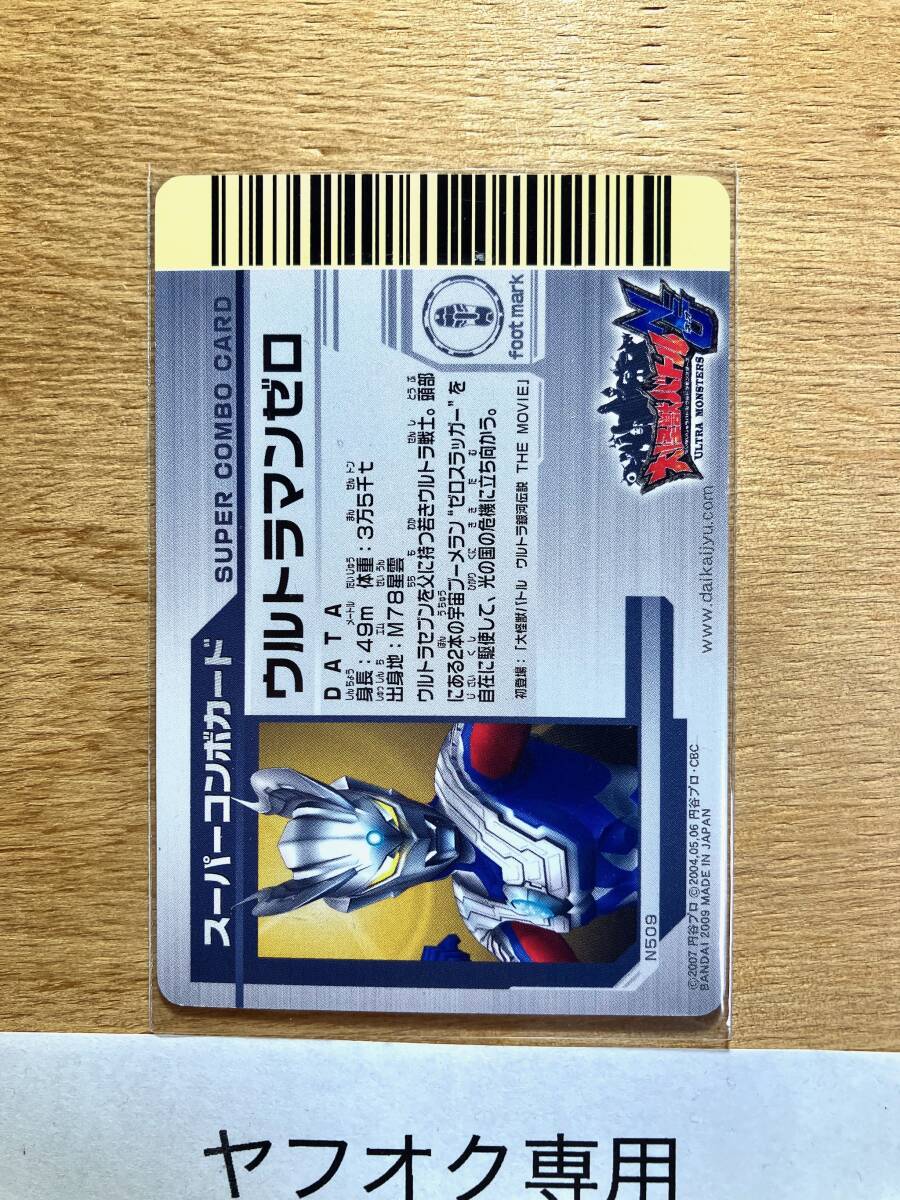 スーパーコンボカード SUPER COMBO CARD
ウルトラマンゼロ
DATA
身長:49m 体重:3万5千t
出身地:M78星雲
ウルトラセブンを父に持つ若きウルトラ戦士。頭部
にある2本の宇宙ブーメラン“ゼロスラッガー”を
自在に駆使して、光の国の危機に立ち向かう。
初登場:「大怪獣バトル ウルトラ銀河伝説 THE MOVIE」
foot mark
N509
大怪獣バトル NEO
ULTRA MONSTERS
www.daikaijyu.com
©2007 円谷プロ ©2004,05,06 円谷プロ・CBC
BANDAI 2009 MADE IN JAPAN
ヤフオク専用